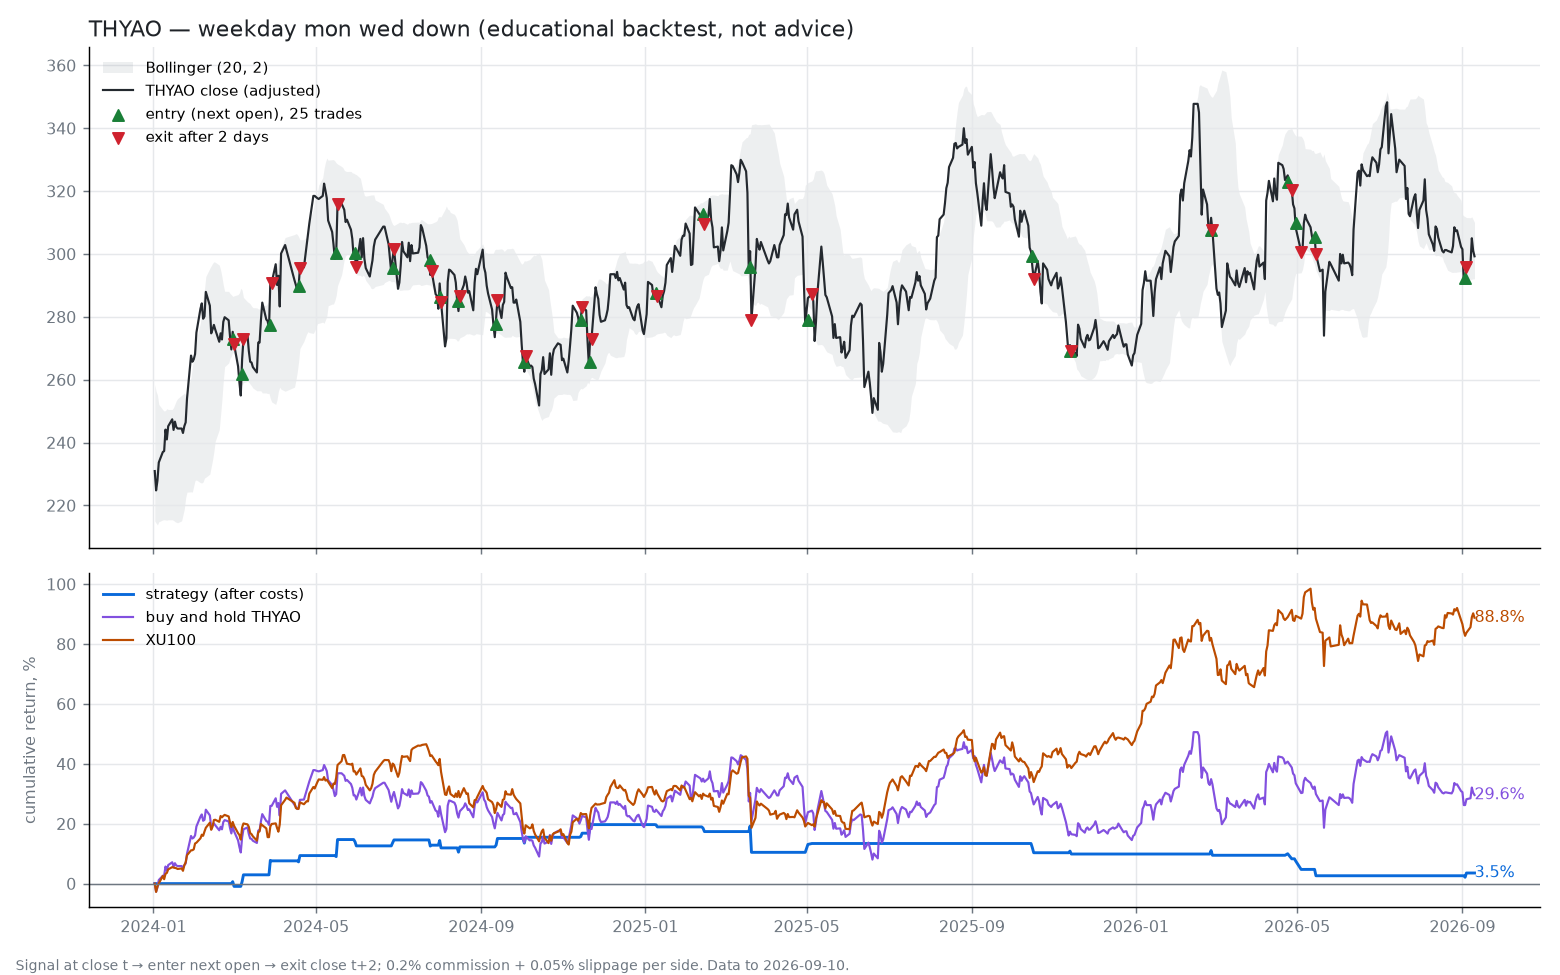 THYAO — weekday mon wed down (educational backtest, not advice)
Bollinger (20, 2)
THYAO close (adjusted)
entry (next open), 25 trades
exit after 2 days
360
340
320
300
280
260
240
220
strategy (after costs)
buy and hold THYAO
XU100
cumulative return, %
100
80
60
40
20
0
88.8%
29.6%
3.5%
2024-01
2024-05
2024-09
2025-01
2025-05
2025-09
2026-01
2026-05
2026-09
Signal at close t → enter next open → exit close t+2; 0.2% commission + 0.05% slippage per side. Data to 2026-09-10.